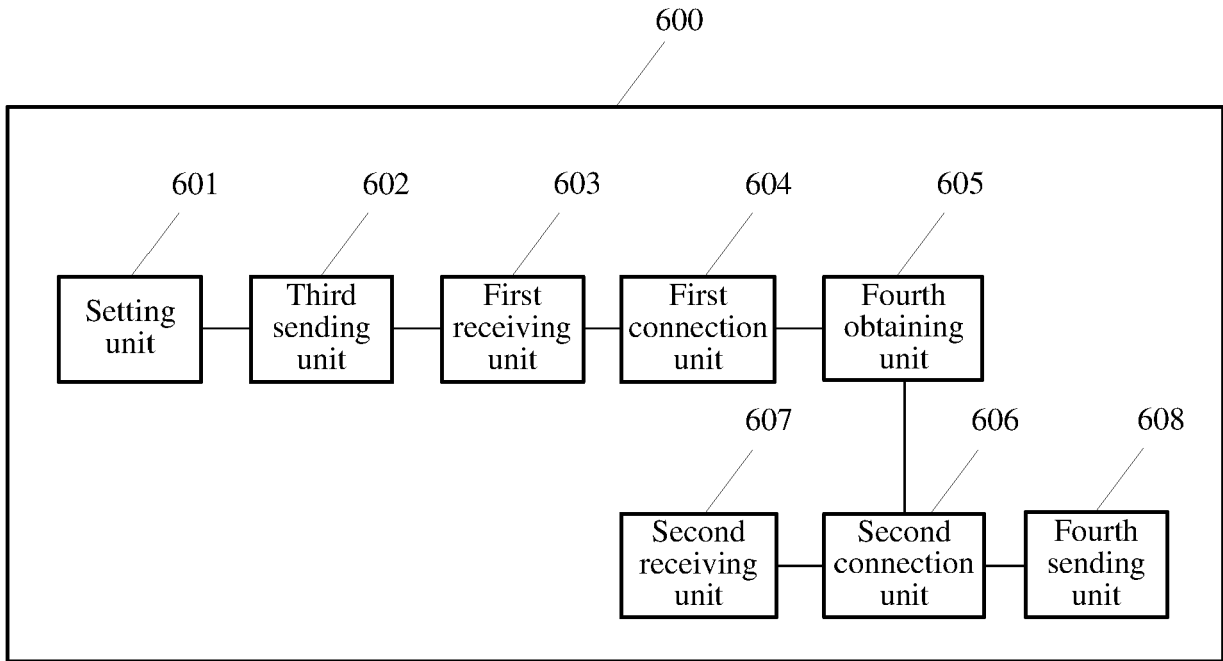 600
601
602
603
604
605
Setting
unit
Third
sending
unit
First
receiving
unit
First
connection
unit
Fourth
obtaining
unit
607
606
608
Second
receiving
unit
Second
connection
unit
Fourth
sending
unit